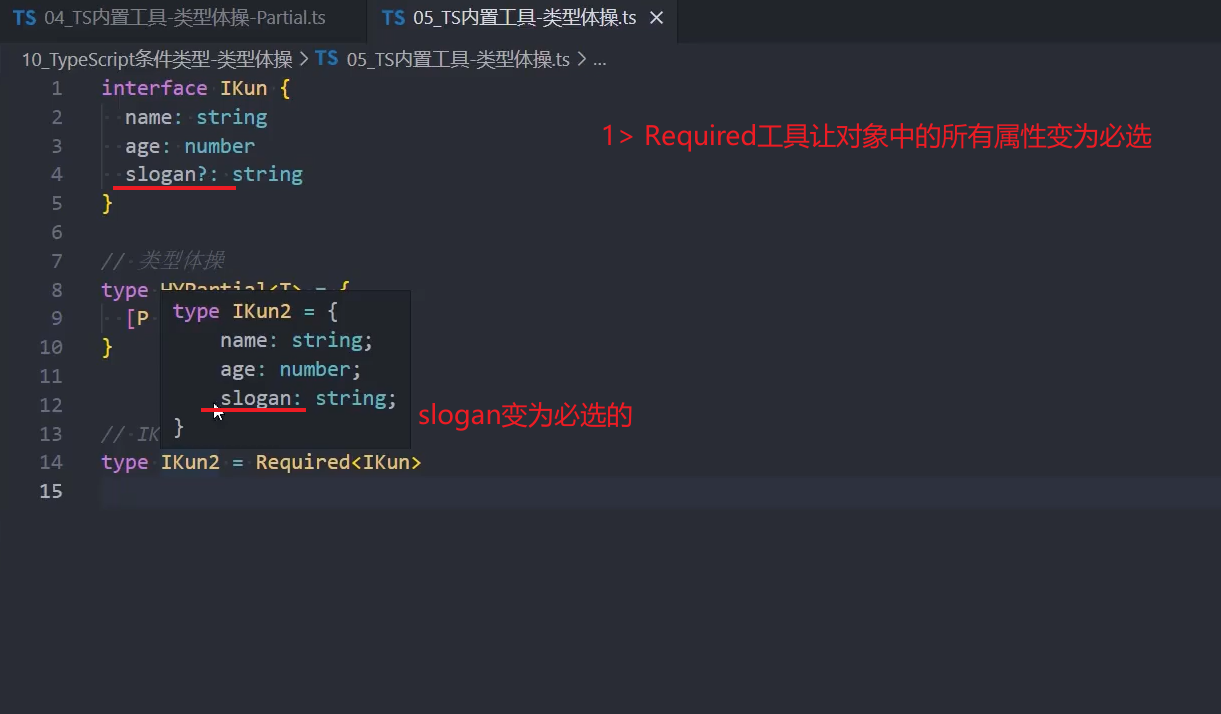 TS 04_TS内置工具-类型体操-Partial.ts TS 05_TS内置工具-类型体操.ts ×
10_TypeScript条件类型-类型体操 > TS 05_TS内置工具-类型体操.ts > ...
1 interface IKun {
2 name: string
3 age: number
4 slogan?: string
5 }
1> Required工具让对象中的所有属性变为必选
6
7 // 类型体操
8 type HYPartial<T> = {
9 [P
10 }
11
12
13 // IK
type IKun2 = {
name: string;
age: number;
slogan: string;
}
slogan变为必选的
14 type IKun2 = Required<IKun>
15